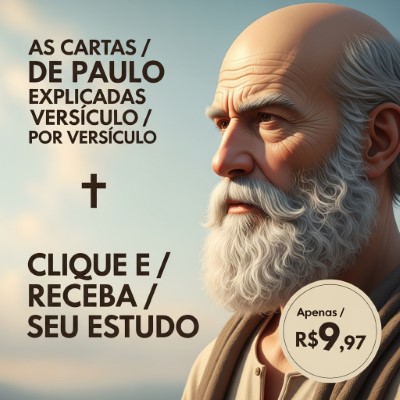 AS CARTAS /
DE PAULO
EXPLICADAS
VERSÍCULO /
POR VERSÍCULO
CLIQUE E /
RECEBA /
SEU ESTUDO
Apenas /
R$9,97